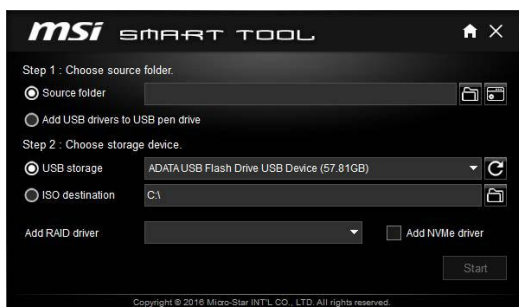 msi SMART TOOL
Step 1 : Choose source folder.
Source folder
Add USB drivers to USB pen drive
Step 2 : Choose storage device.
USB storage ADATA USB Flash Drive USB Device (57.81GB)
ISO destination C:\
Add RAID driver Add NVMe driver
Start
Copyright © 2016 Micro-Star INT'L CO., LTD. All rights reserved.